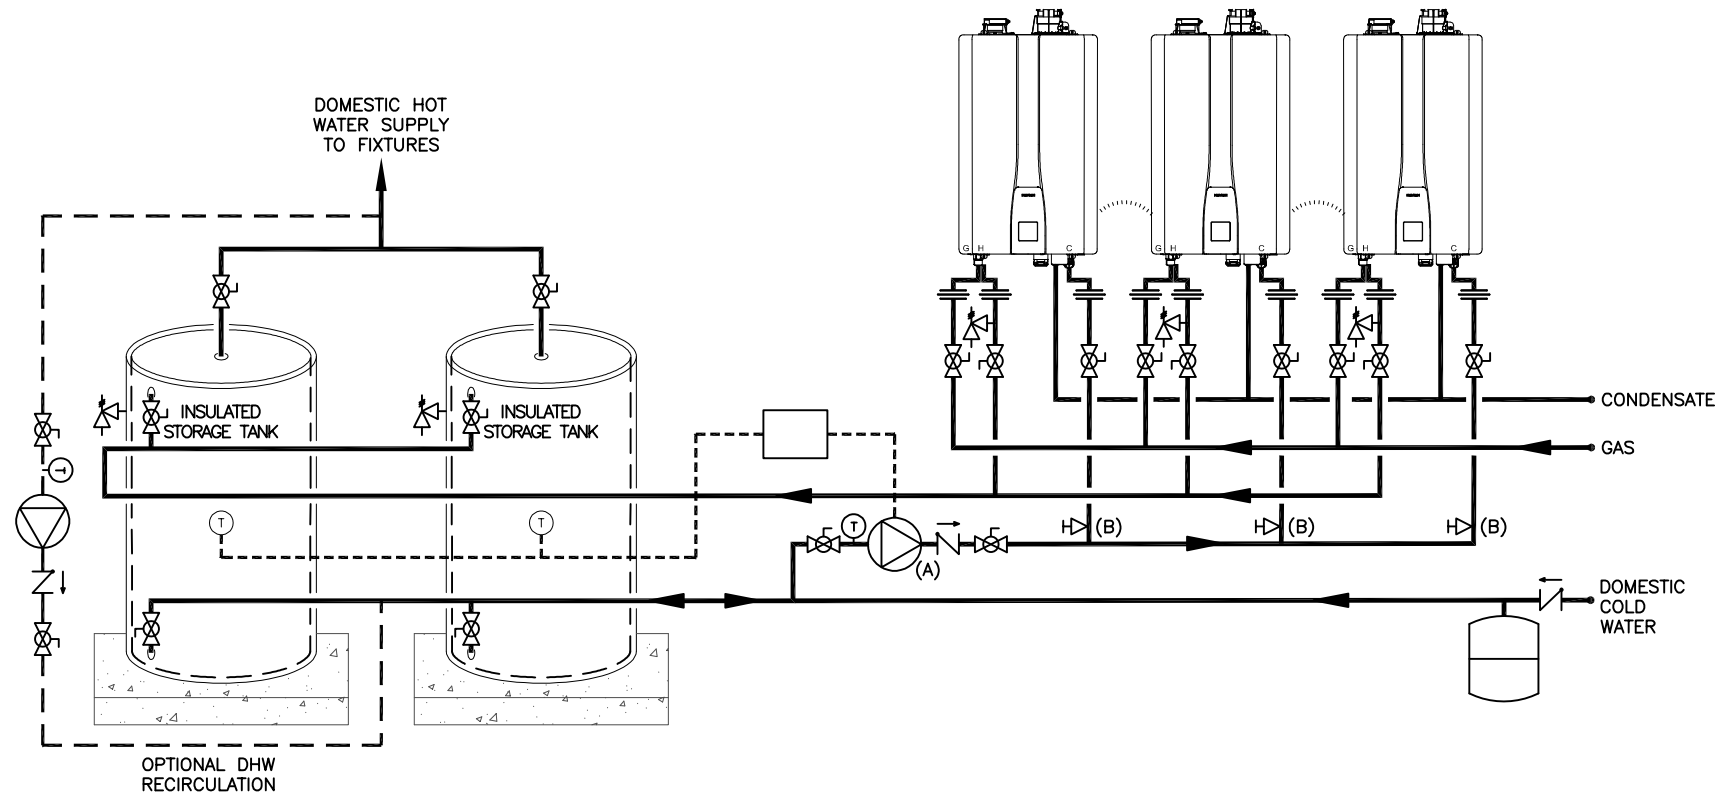 DOMESTIC HOT
WATER SUPPLY
TO FIXTURES
G H C
G H C
G H C
INSULATED
STORAGE TANK
INSULATED
STORAGE TANK
CONDENSATE
GAS
T
T
T
T
(A)
(B)
(B)
(B)
DOMESTIC
COLD
WATER
OPTIONAL DHW
RECIRCULATION